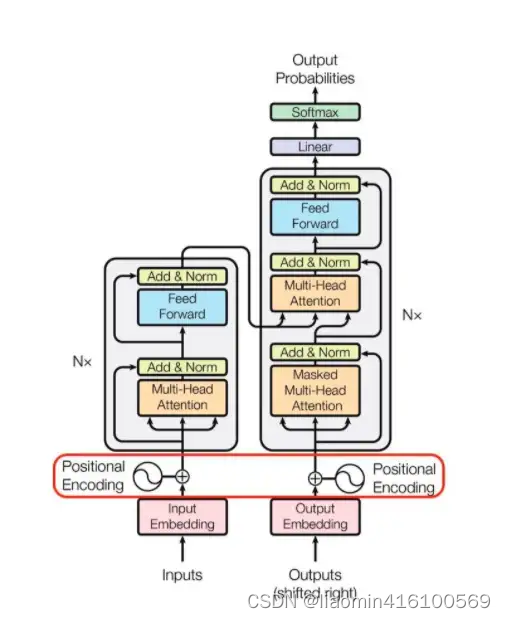 Output
Probabilities
Softmax
Linear
Add & Norm
Feed
Forward
Add & Norm
Multi-Head
Attention
Add & Norm
Masked
Multi-Head
Attention
N×
Add & Norm
Feed
Forward
Add & Norm
Multi-Head
Attention
N×
Positional
Encoding
Positional
Encoding
Input
Embedding
Output
Embedding
Inputs
Outputs
(shifted right)
CSDN @liaomin416100569